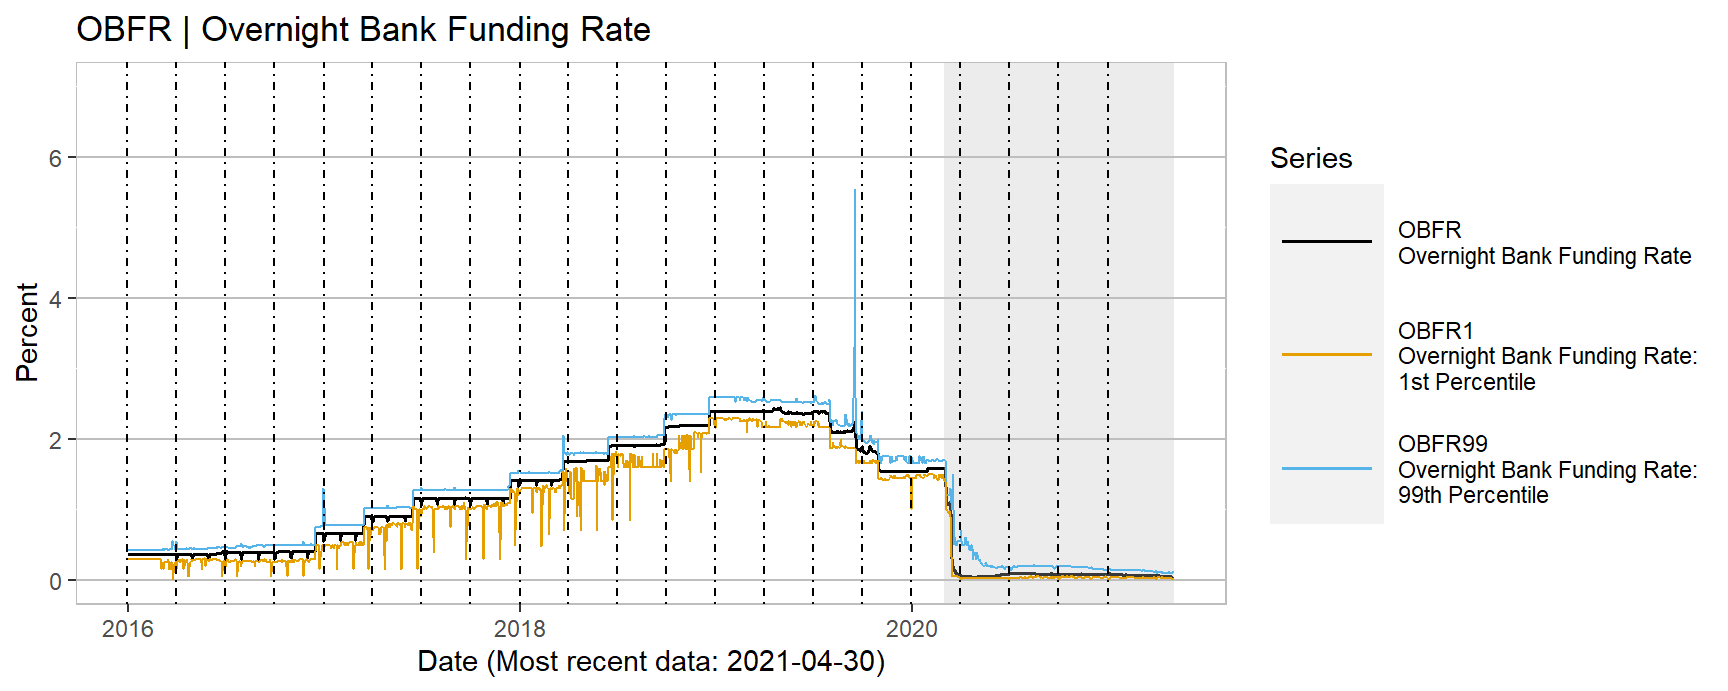 OBFR | Overnight Bank Funding Rate
Percent
6
4
2
0
2016
2018
2020
Date (Most recent data: 2021-04-30)
Series
OBFR
Overnight Bank Funding Rate
OBFR1
Overnight Bank Funding Rate:
1st Percentile
OBFR99
Overnight Bank Funding Rate:
99th Percentile